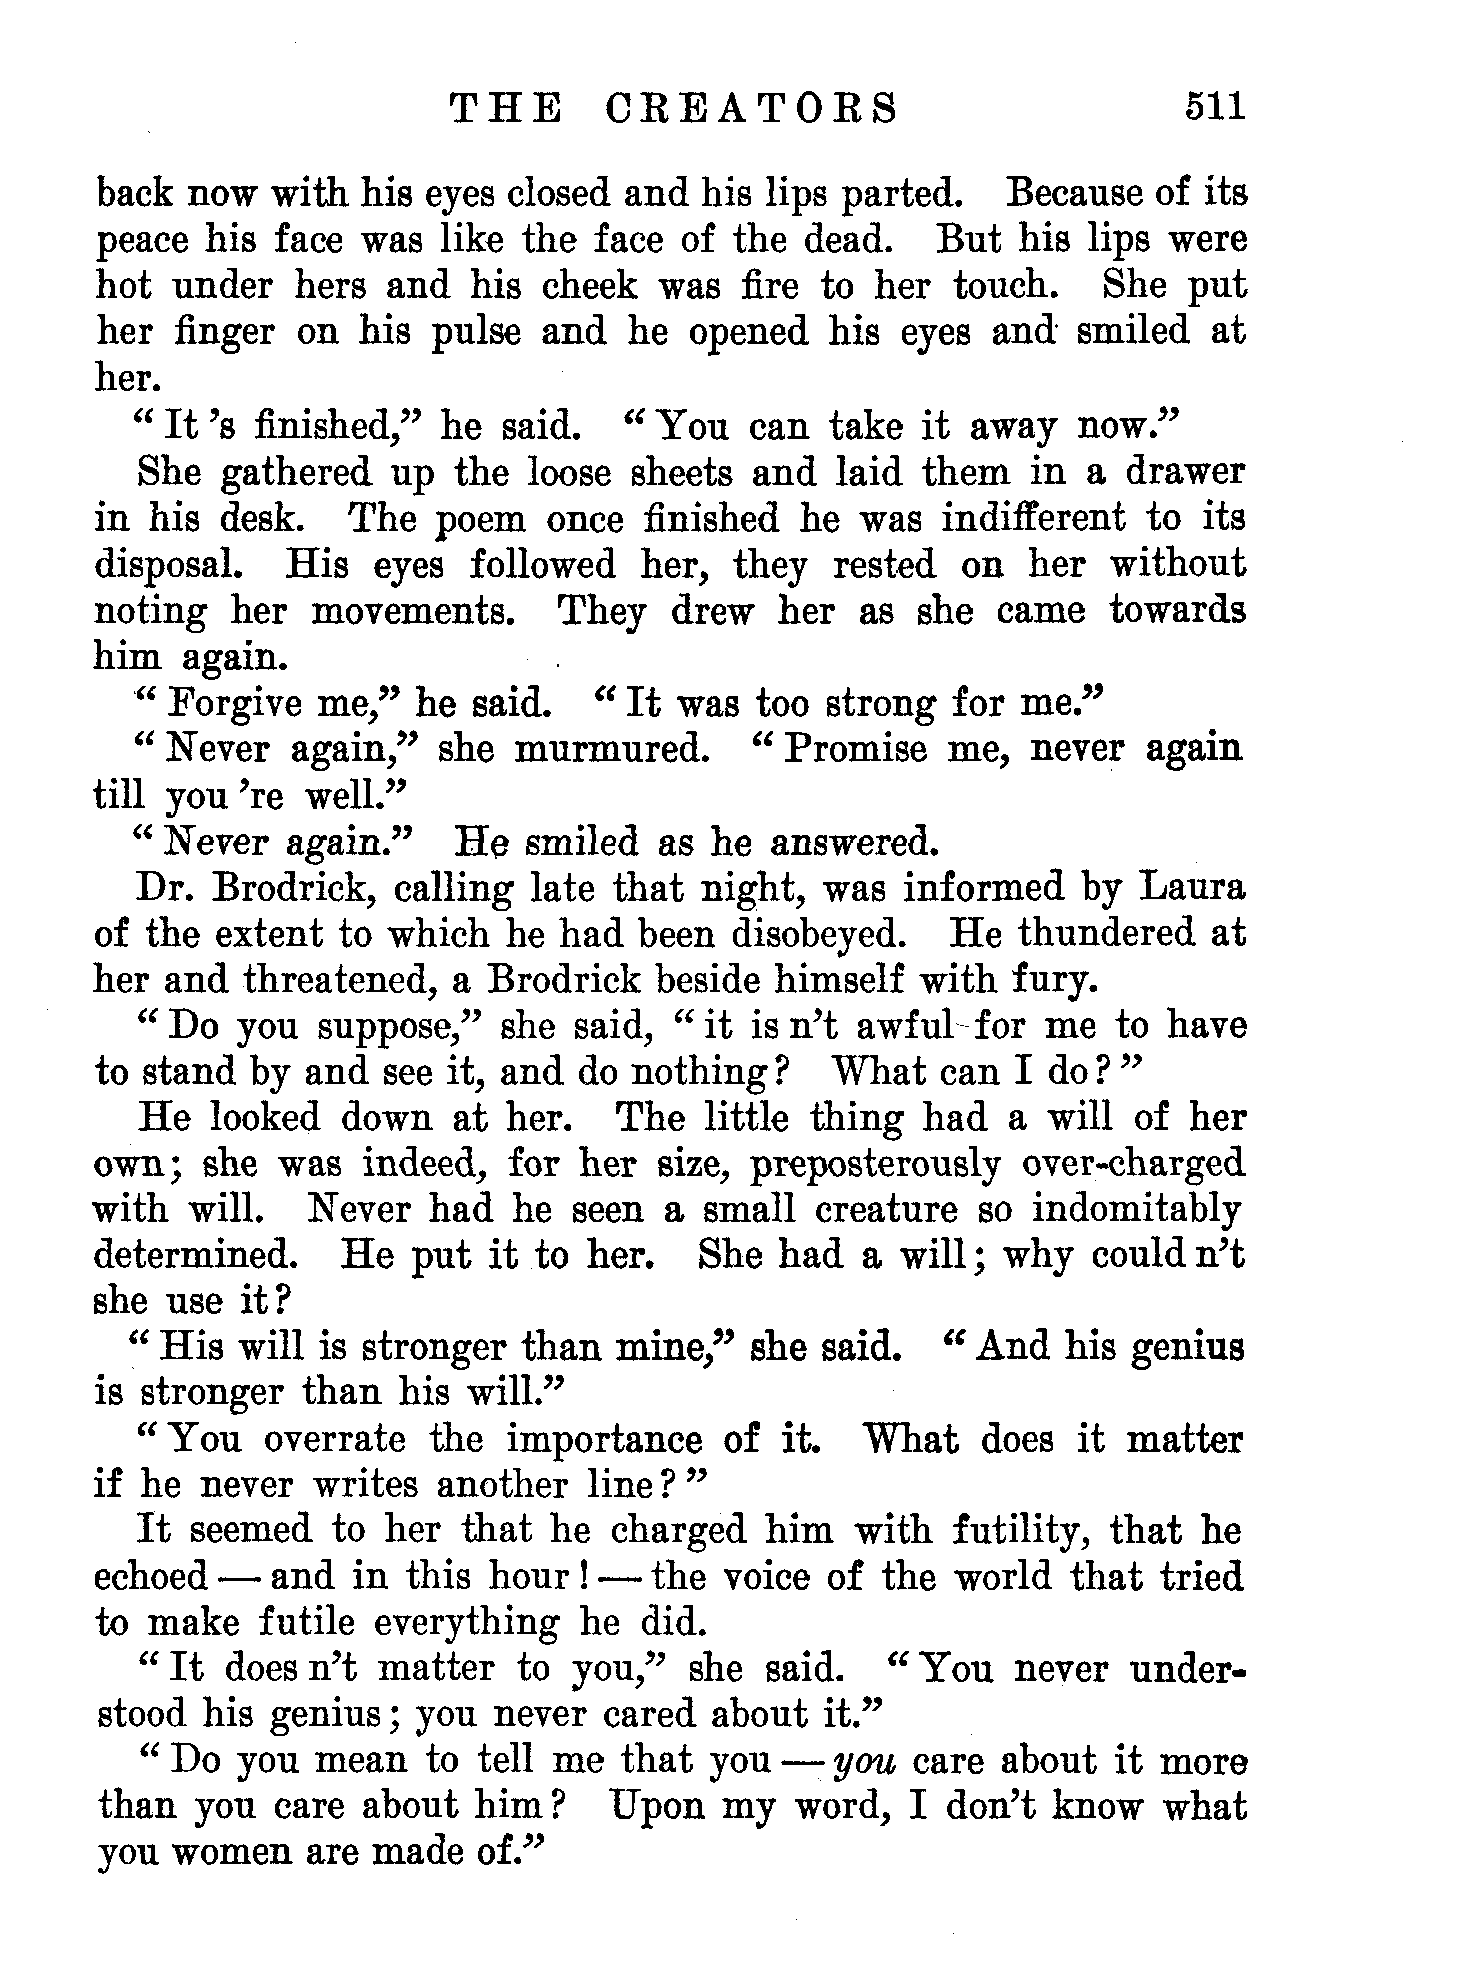 THE CREATORS 511
back now with his eyes closed and his lips parted. Because of its
peace his face was like the face of the dead. But his lips were
hot under hers and his cheek was fire to her touch. She put
her finger on his pulse and he opened his eyes and smiled at
her.
“It 's finished,” he said. “You can take it away now.”
She gathered up the loose sheets and laid them in a drawer
in his desk. The poem once finished he was indifferent to its
disposal. His eyes followed her, they rested on her without
noting her movements. They drew her as she came towards
him again.
“Forgive me,” he said. “It was too strong for me.”
“Never again,” she murmured. “Promise me, never again
till you 're well.”
“Never again.” He smiled as he answered.
Dr. Brodrick, calling late that night, was informed by Laura
of the extent to which he had been disobeyed. He thundered at
her and threatened, a Brodrick beside himself with fury.
“Do you suppose,” she said, “it is n't awful for me to have
to stand by and see it, and do nothing? What can I do?”
He looked down at her. The little thing had a will of her
own; she was indeed, for her size, preposterously over-charged
with will. Never had he seen a small creature so indomitably
determined. He put it to her. She had a will; why could n't
she use it?
“His will is stronger than mine,” she said. “And his genius
is stronger than his will.”
“You overrate the importance of it. What does it matter
if he never writes another line?”
It seemed to her that he charged him with futility, that he
echoed — and in this hour! — the voice of the world that tried
to make futile everything he did.
“It does n't matter to you,” she said. “You never under-
stood his genius; you never cared about it.”
“Do you mean to tell me that you — you care about it more
than you care about him? Upon my word, I don't know what
you women are made of.”